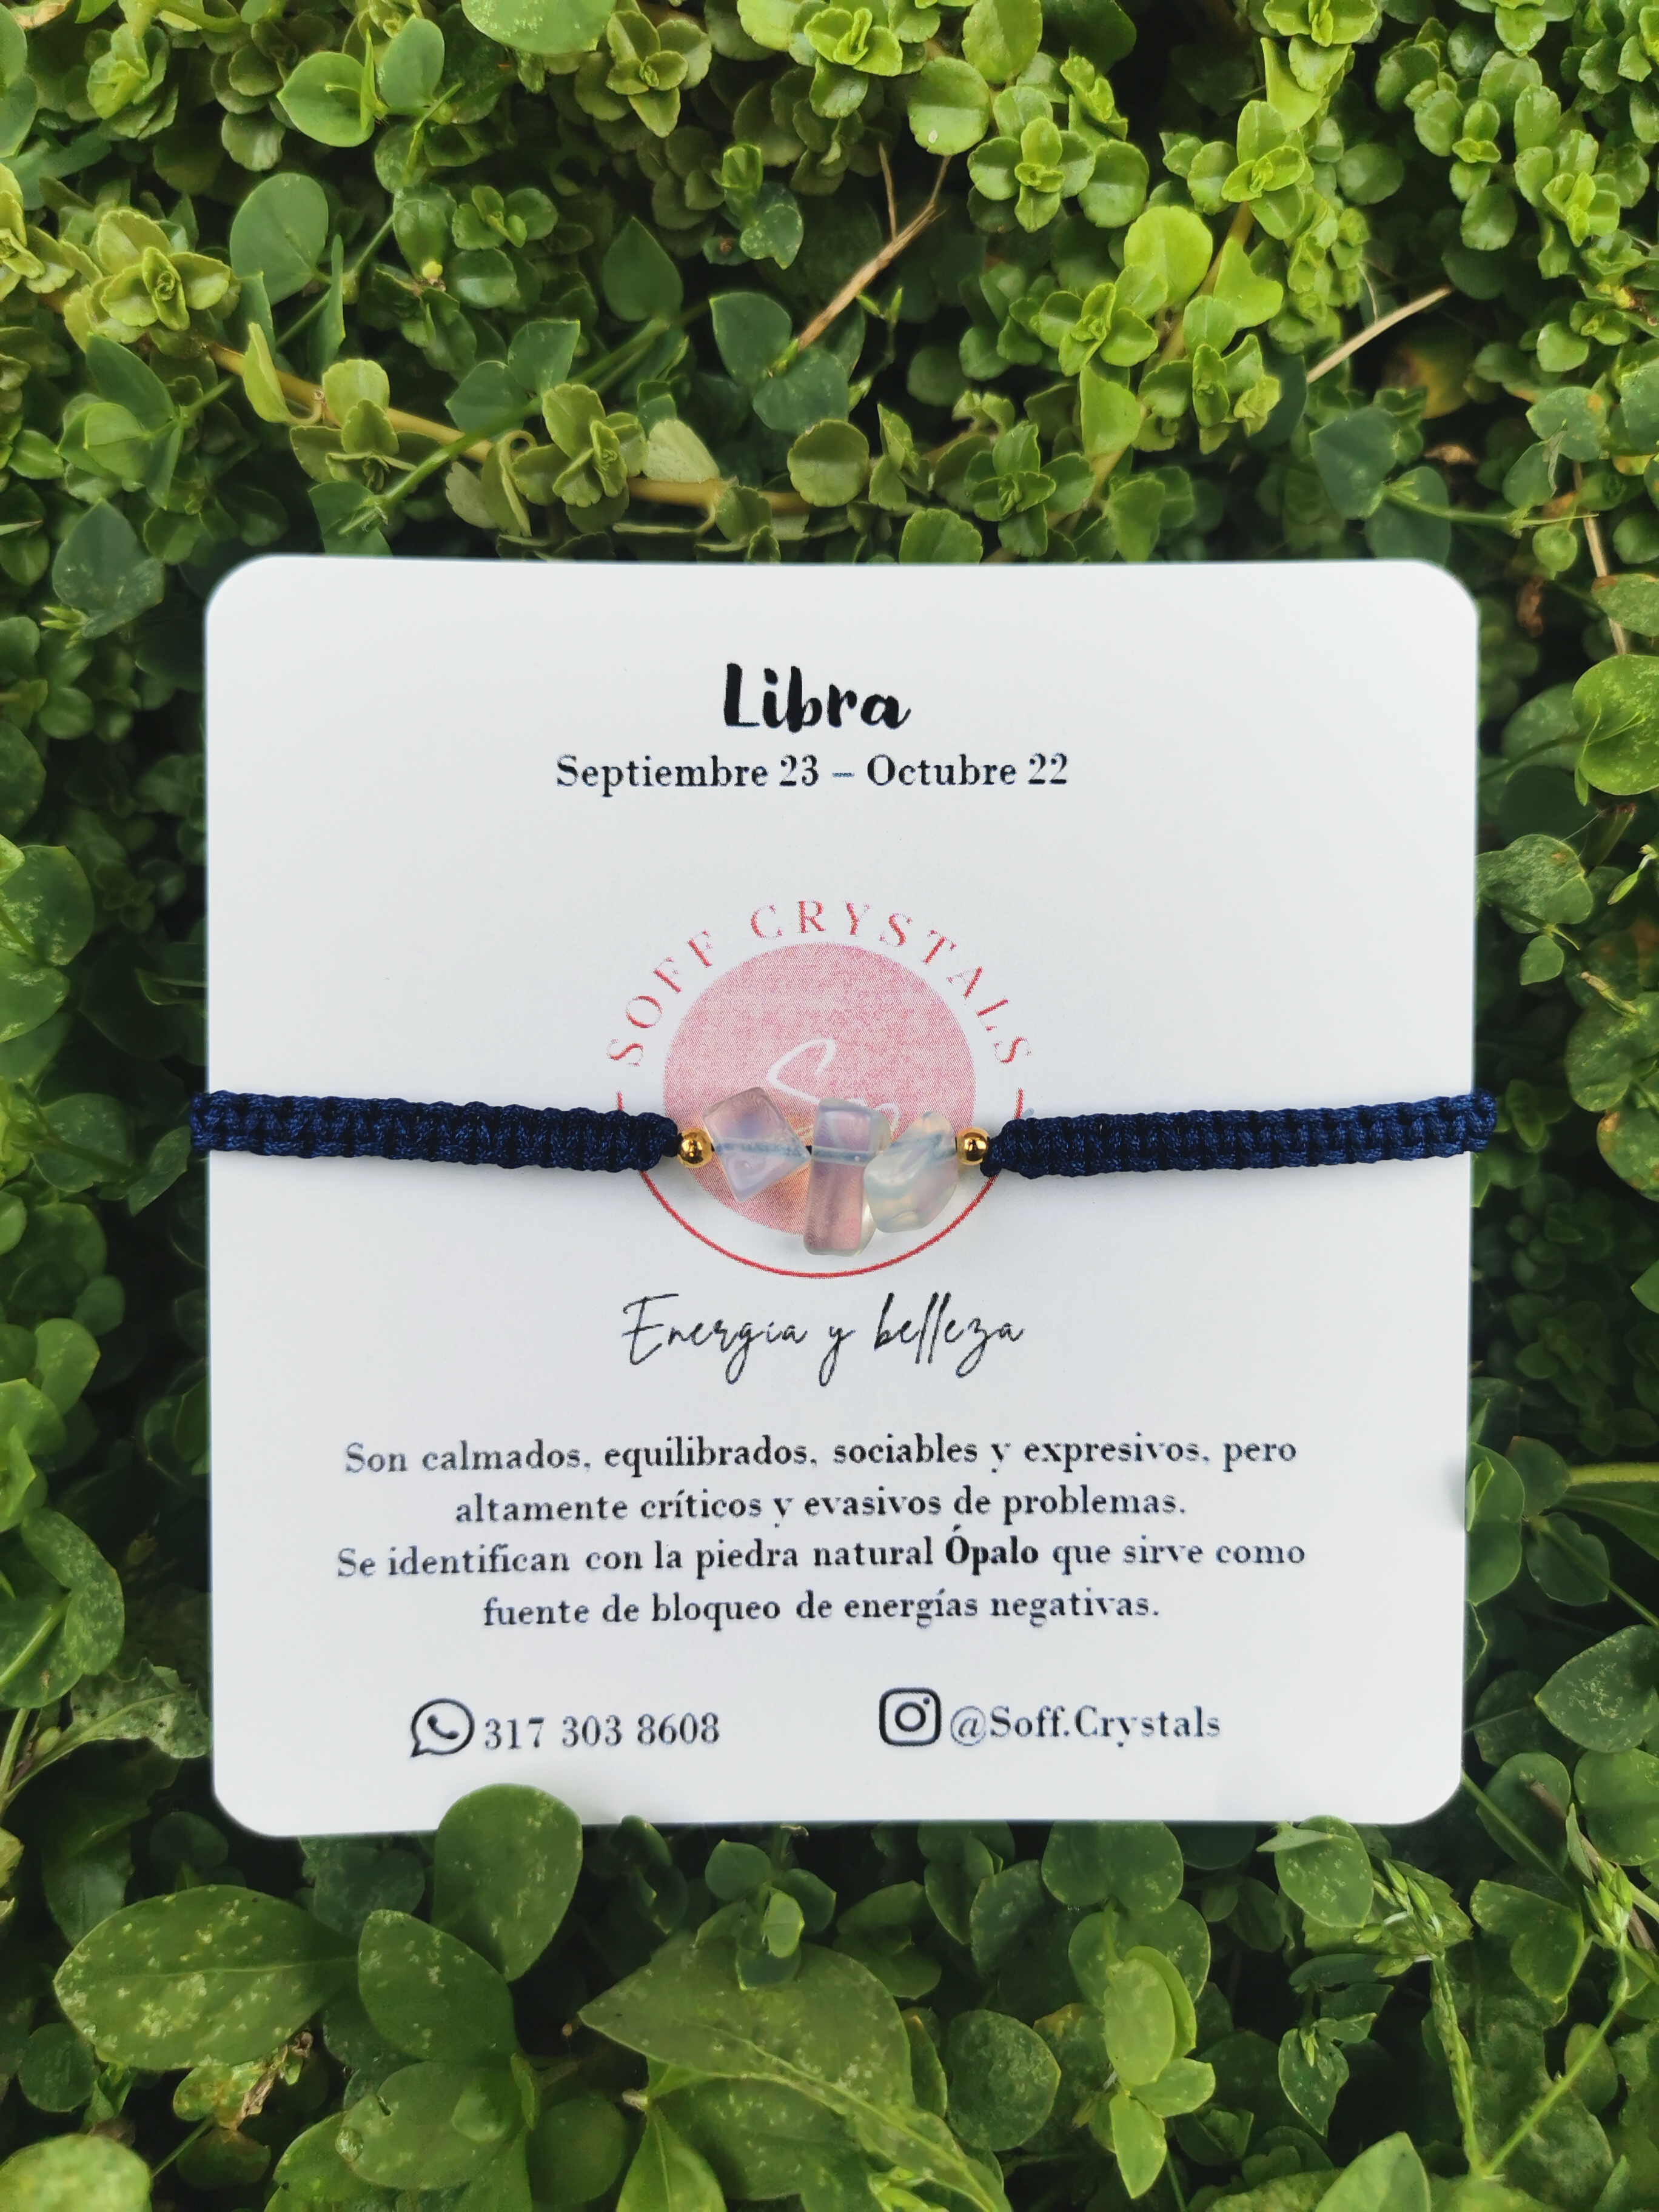 Libra
Septiembre 23 – Octubre 22
SOFF CRYSTALS
Energía y belleza
Son calmados, equilibrados, sociables y expresivos, pero
altamente críticos y evasivos de problemas.
Se identifican con la piedra natural Ópalo que sirve como
fuente de bloqueo de energías negativas.
317 303 8608
@Soff.Crystals